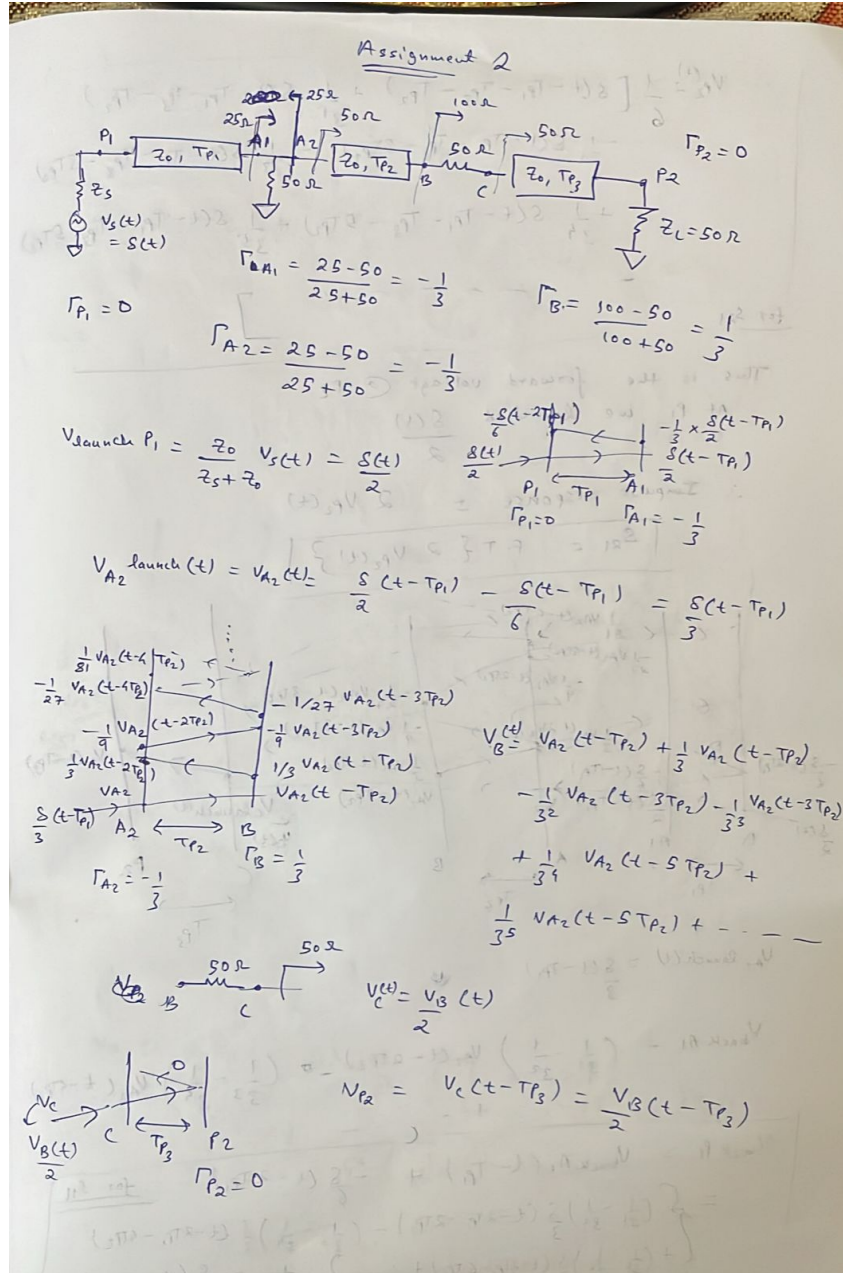 Assignment 2
25Ω 25Ω 50Ω 100Ω 50Ω
P1 Z0, TP1 A1 A2 Z0, TP2 B 50Ω C Z0, TP3 P2 ΓP2 = 0
ZS 50Ω ZL = 50Ω
VS(t)
= δ(t)
ΓA1 = (25-50)/(25+50) = -1/3
ΓP1 = 0
ΓB = (100-50)/(100+50) = 1/3
ΓA2 = (25-50)/(25+50) = -1/3
Vlaunch P1 = Z0/(ZS+Z0) VS(t) = δ(t)/2
-δ/6(t-2TP1) -1/3 × δ/2(t-TP1)
δ(t)/2 δ/2(t-TP1)
P1 TP1 A1
ΓP1=0 ΓA1 = -1/3
VA2 launch(t) = VA2(t) = δ/2(t-TP1) - δ/6(t-TP1) = δ/3(t-TP1)
1/81 VA2(t-4TP2)
-1/27 VA2(t-4TP2) -1/27 VA2(t-3TP2)
-1/9 VA2(t-2TP2) -1/9 VA2(t-3TP2)
1/3 VA2(t-2TP2) 1/3 VA2(t-TP2)
VA2 VA2(t-TP2)
δ/3(t-TP1) A2 TP2 B
ΓA2 = -1/3 ΓB = 1/3
VB(t) = VA2(t-TP2) + 1/3 VA2(t-TP2)
- 1/3² VA2(t-3TP2) - 1/3³ VA2(t-3TP2)
+ 1/3⁴ VA2(t-5TP2) +
1/3⁵ VA2(t-5TP2) + - - -
B 50Ω C 50Ω
VC(t) = VB/2(t)
0
VC
VB(t)/2 C TP3 P2
ΓP2=0
VP2 = VC(t-TP3) = VB/2(t-TP3)